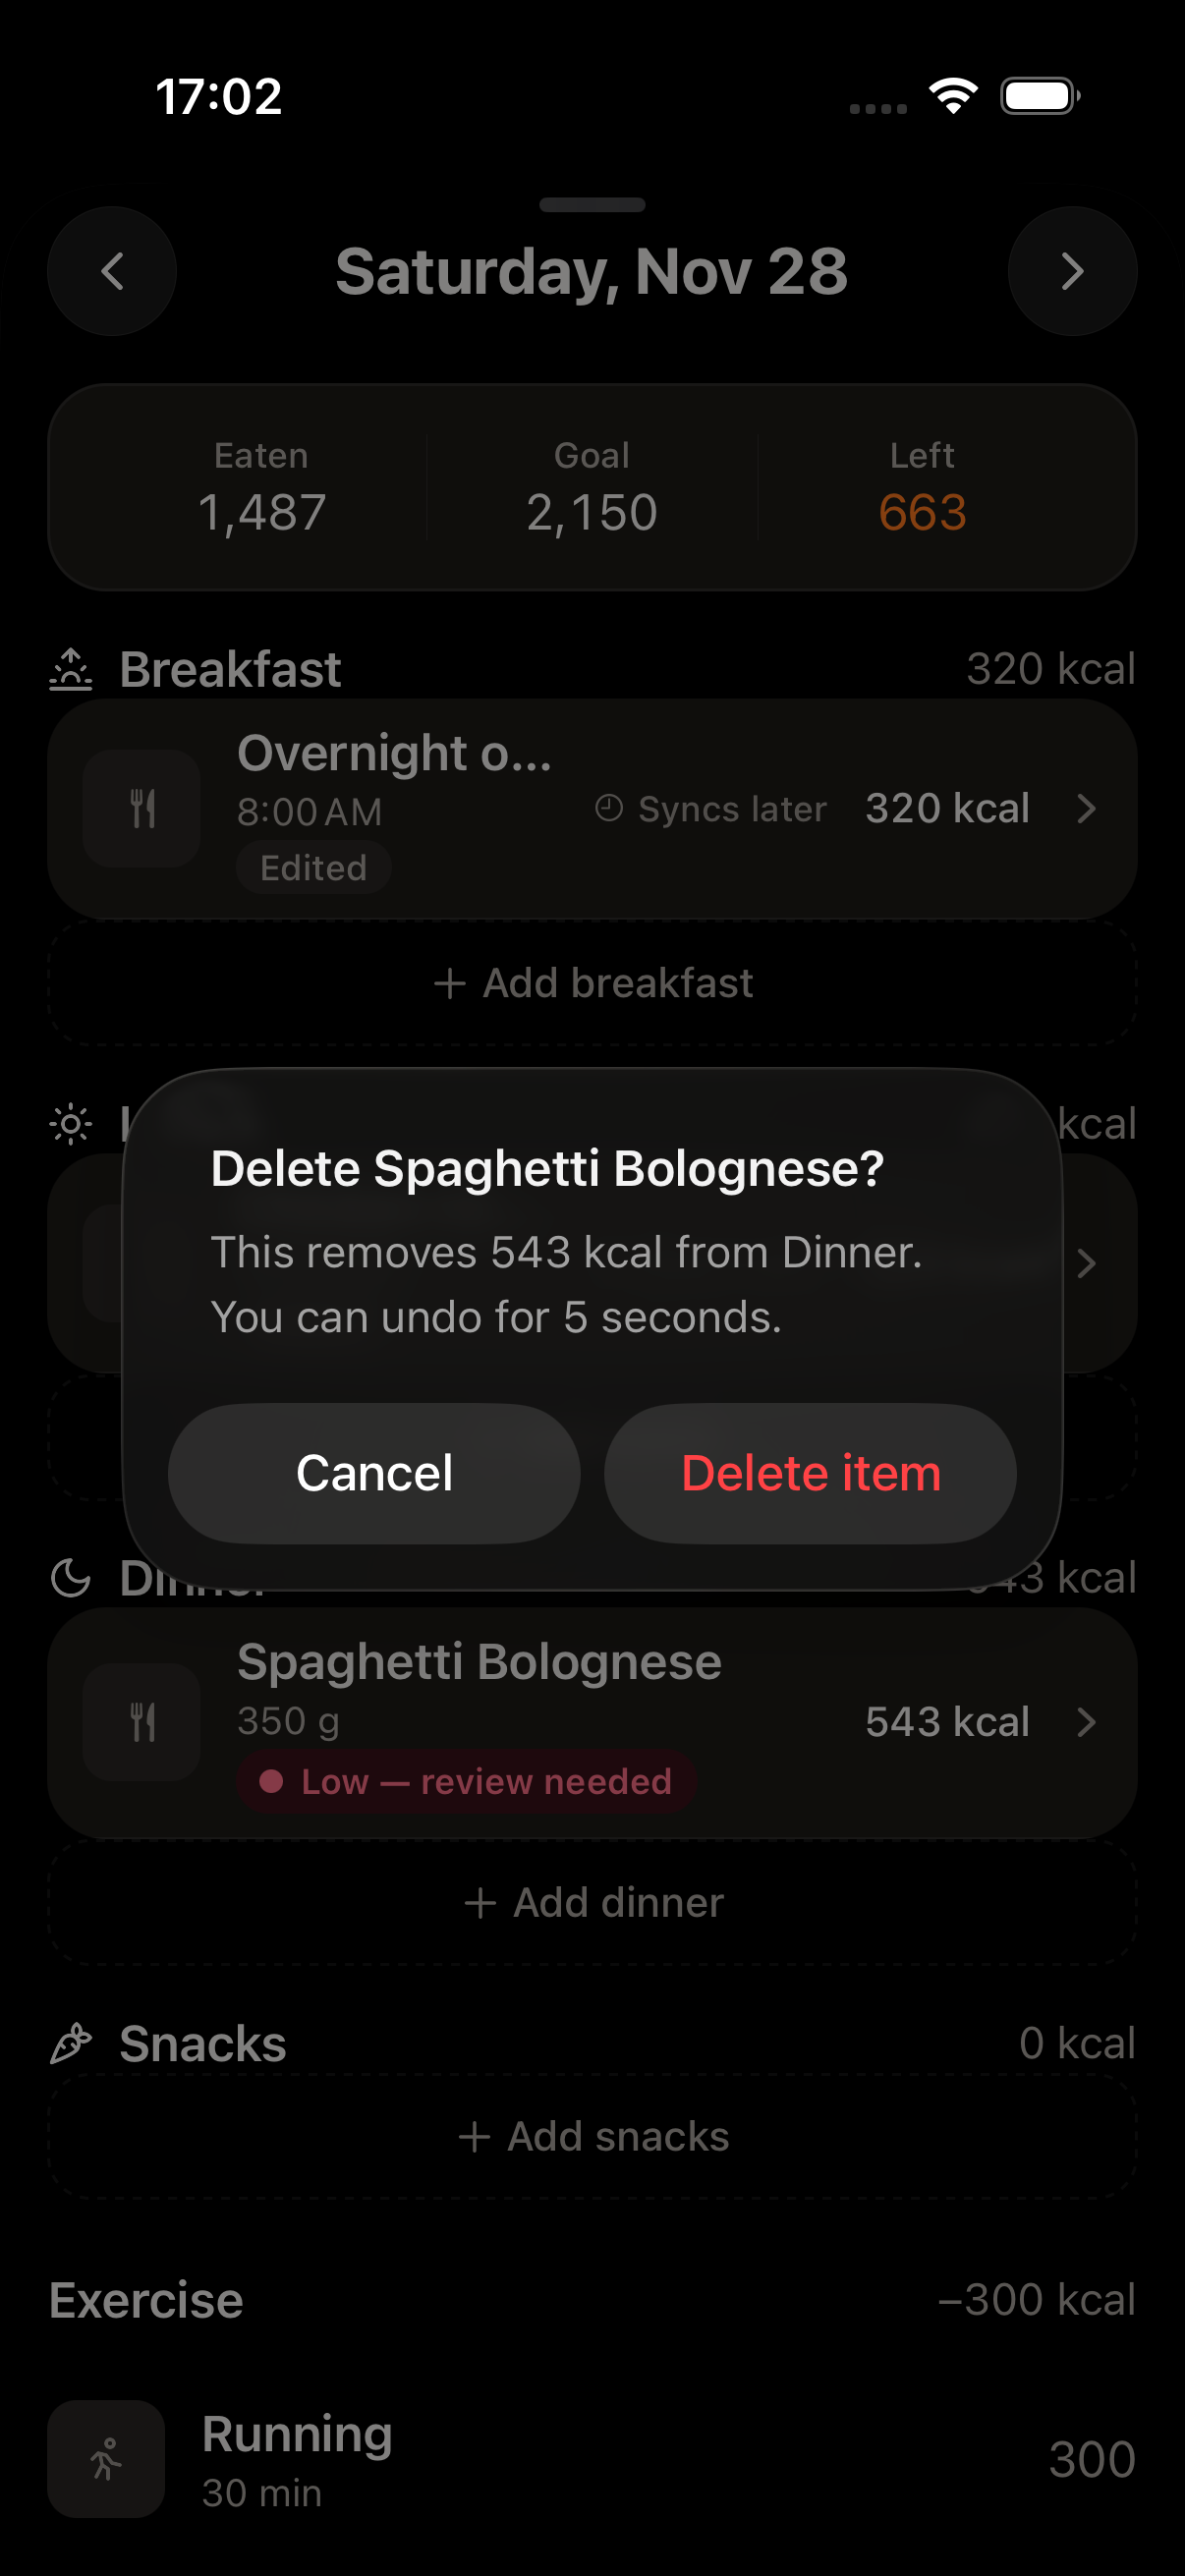 17:02
Saturday, Nov 28
Eaten
1,487
Goal
2,150
Left
663
Breakfast
320 kcal
Overnight o...
8:00 AM
Edited
Syncs later
320 kcal
+ Add breakfast
kcal
Delete Spaghetti Bolognese?
This removes 543 kcal from Dinner.
You can undo for 5 seconds.
Cancel
Delete item
Dinner
543 kcal
Spaghetti Bolognese
350 g
Low — review needed
543 kcal
+ Add dinner
Snacks
0 kcal
+ Add snacks
Exercise
–300 kcal
Running
30 min
300